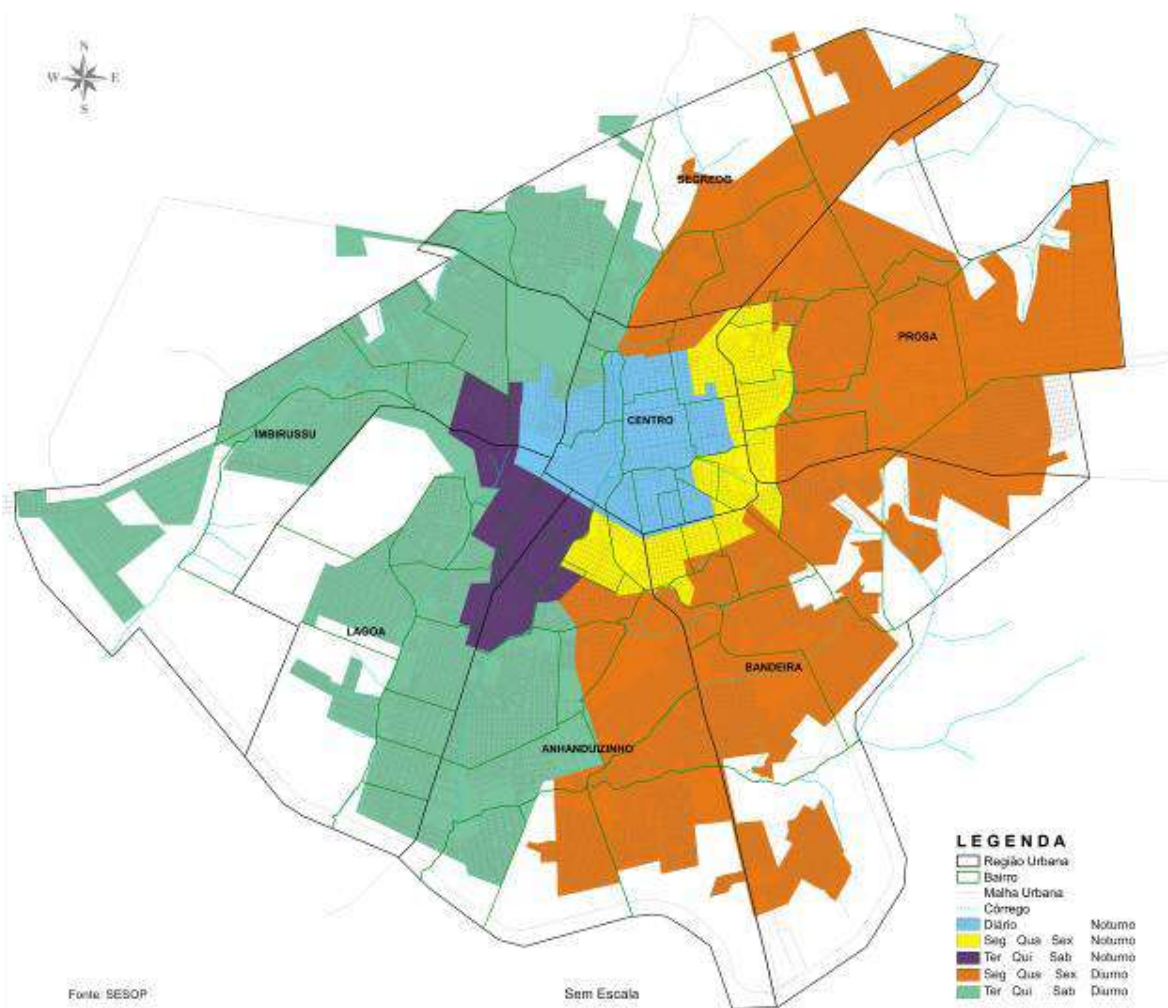 N
W E
S
SEGREDO
PROSA
CENTRO
IMBIRUSSU
LAGOA
BANDEIRA
ANHANDUIZINHO
LEGENDA
Região Urbana
Bairro
Malha Urbana
Córrego
Diário Noturno
Seg Qua Sex Noturno
Ter Qui Sab Noturno
Seg Qua Sex Diurno
Ter Qui Sab Diurno
Fonte: SESOP
Sem Escala